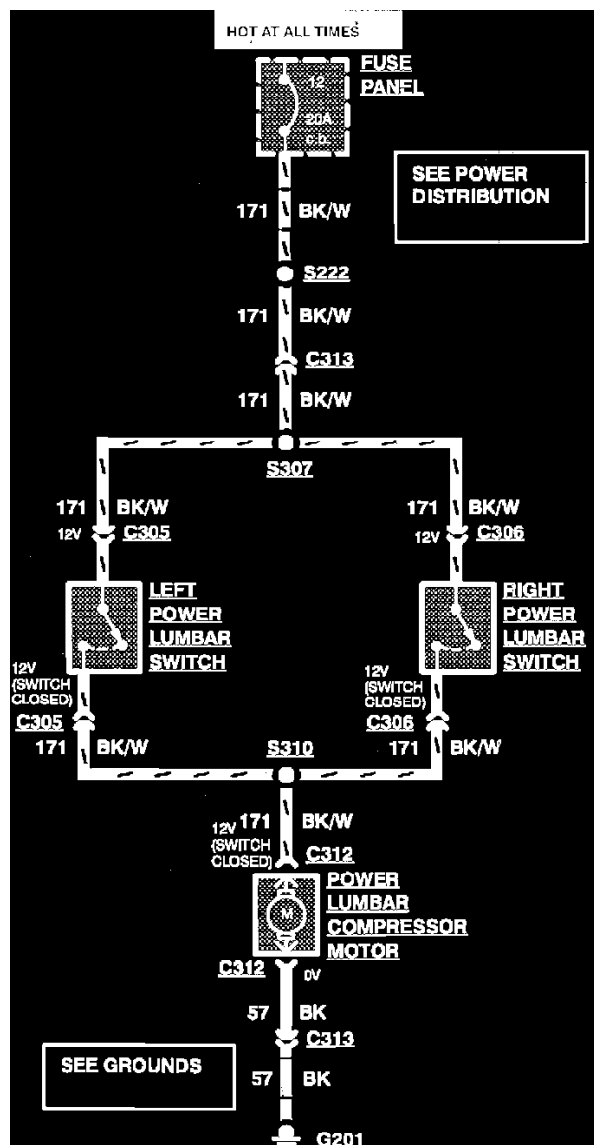 HOT AT ALL TIMES
FUSE
PANEL
12
20A
c.b.
SEE POWER
DISTRIBUTION
171 BK/W
S222
171 BK/W
C313
171 BK/W
S307
171 BK/W
12V C305
171 BK/W
12V C306
LEFT
POWER
LUMBAR
SWITCH
RIGHT
POWER
LUMBAR
SWITCH
12V
(SWITCH
CLOSED)
C305
171 BK/W
12V
(SWITCH
CLOSED)
C306
171 BK/W
S310
171 BK/W
12V
(SWITCH
CLOSED)
C312
POWER
LUMBAR
COMPRESSOR
MOTOR
M
C312 0V
57 BK
C313
57 BK
SEE GROUNDS
G201